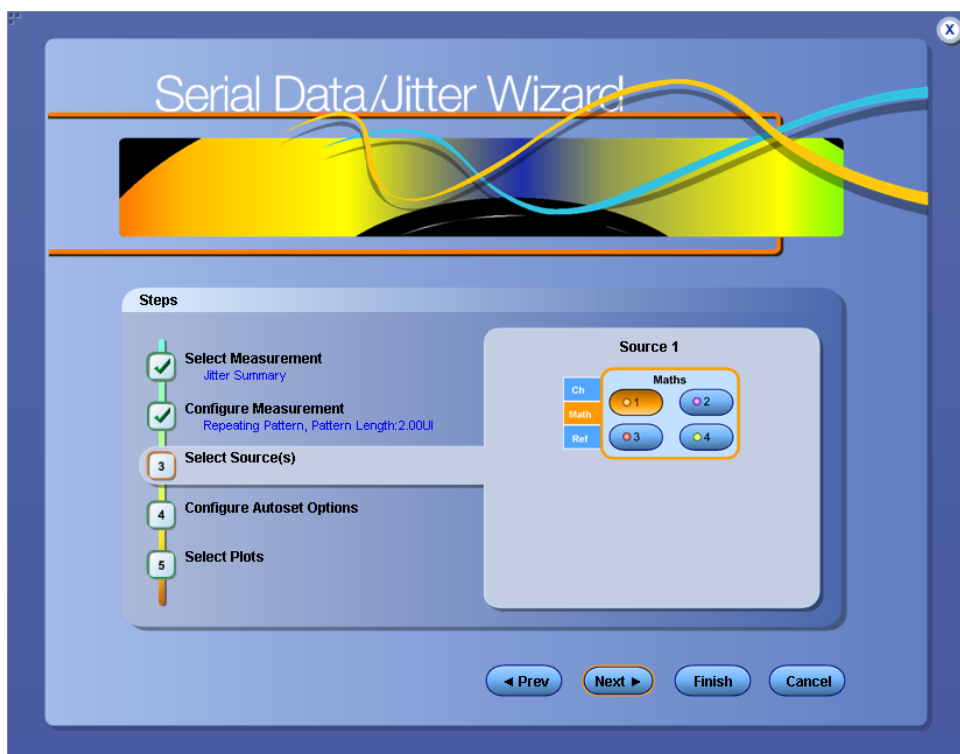 X
Serial Data/Jitter Wizard
Steps
Select Measurement
Jitter Summary
Configure Measurement
Repeating Pattern, Pattern Length:2.00UI
3 Select Source(s)
4 Configure Autoset Options
5 Select Plots
Source 1
Ch
Math
Ref
Maths
1 2
3 4
◄ Prev Next ► Finish Cancel